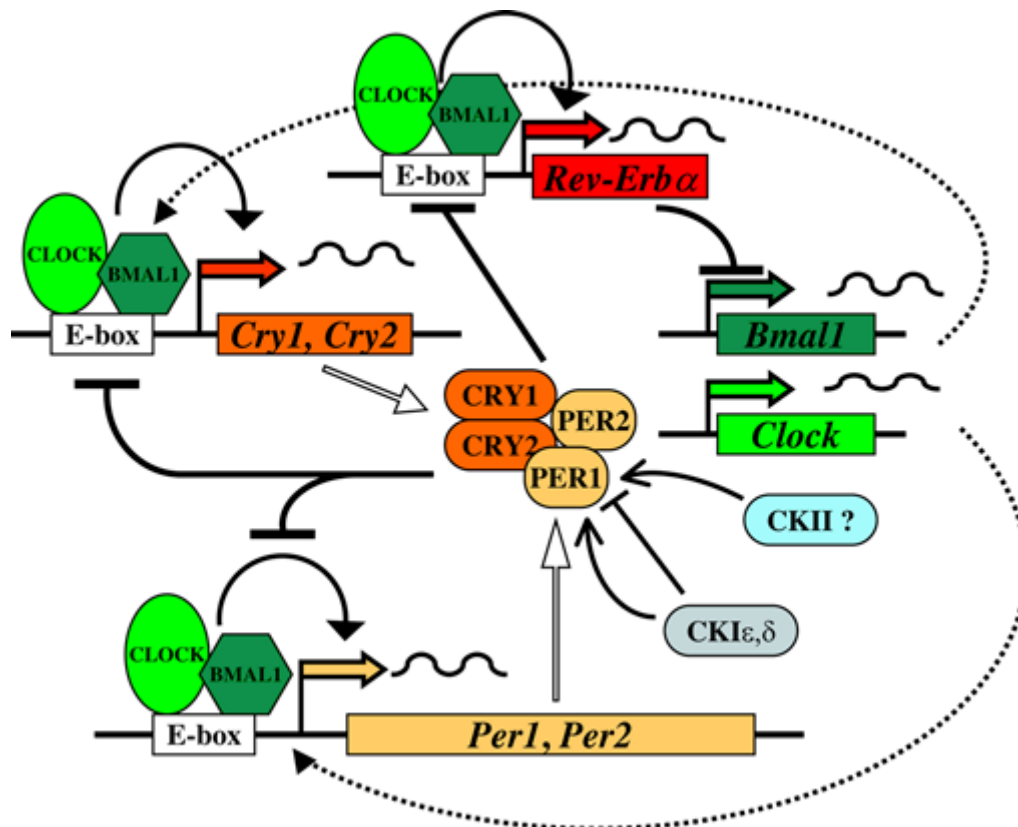 CLOCK
BMAL1
E-box
Rev-Erbα
CLOCK
BMAL1
E-box
Cry1, Cry2
Bmal1
Clock
CRY1
PER2
CRY2
PER1
CKII ?
CKIε,δ
CLOCK
BMAL1
E-box
Per1, Per2